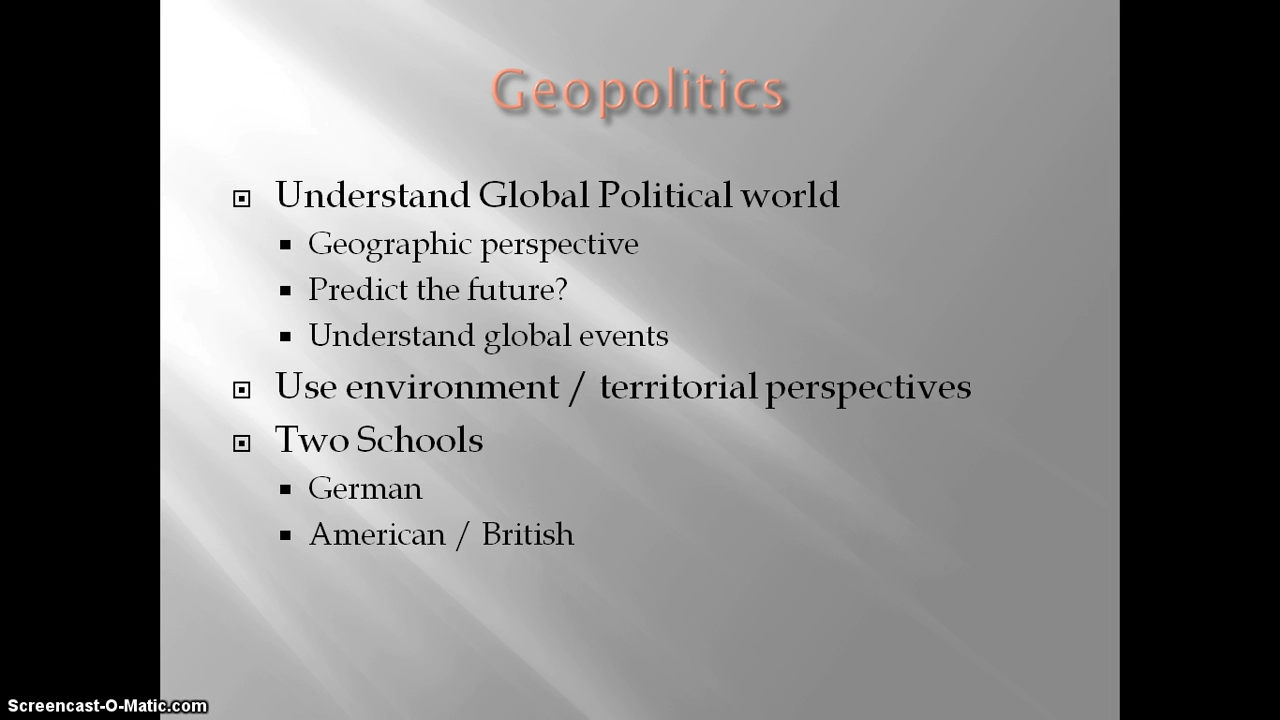 Geopolitics
Understand Global Political world
Geographic perspective
Predict the future?
Understand global events
Use environment / territorial perspectives
Two Schools
German
American / British
Screencast-O-Matic.com